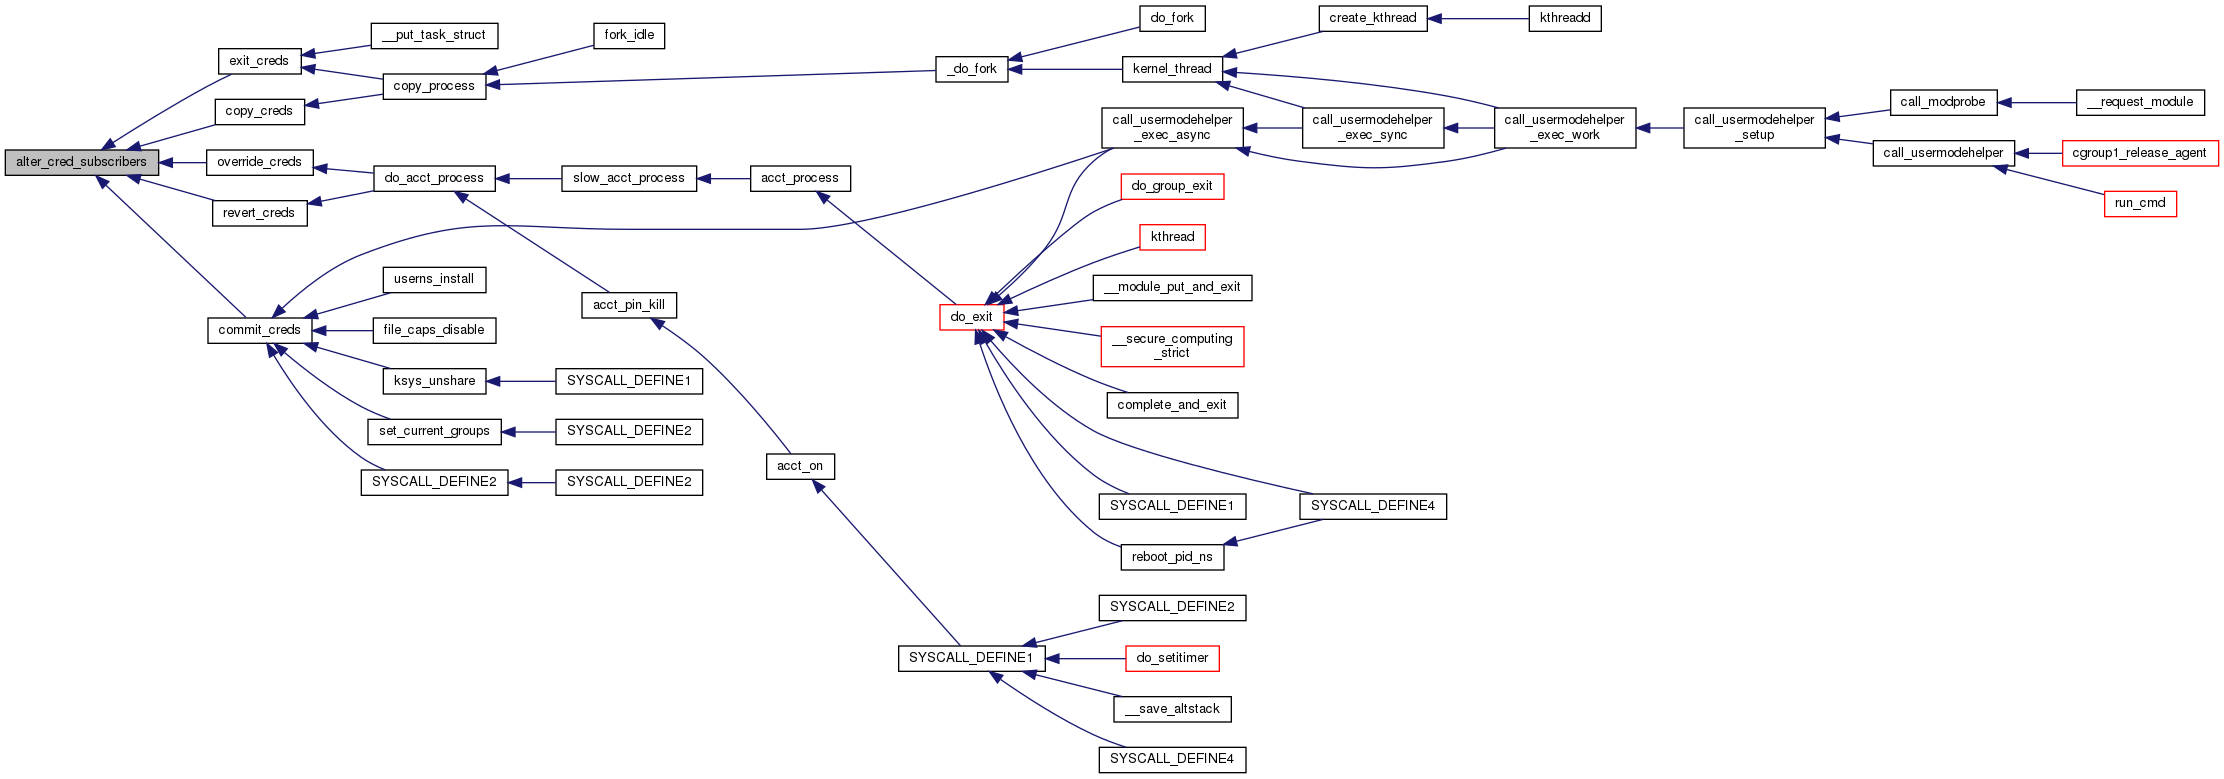 alter_cred_subscribers
exit_creds
copy_creds
override_creds
revert_creds
commit_creds
__put_task_struct
copy_process
do_acct_process
userns_install
file_caps_disable
ksys_unshare
set_current_groups
SYSCALL_DEFINE2
fork_idle
slow_acct_process
acct_pin_kill
SYSCALL_DEFINE1
SYSCALL_DEFINE2
SYSCALL_DEFINE2
acct_process
acct_on
_do_fork
do_exit
SYSCALL_DEFINE1
do_fork
kernel_thread
call_usermodehelper
_exec_async
do_group_exit
kthread
__module_put_and_exit
__secure_computing
_strict
complete_and_exit
SYSCALL_DEFINE1
reboot_pid_ns
SYSCALL_DEFINE2
do_setitimer
__save_altstack
SYSCALL_DEFINE4
create_kthread
call_usermodehelper
_exec_sync
SYSCALL_DEFINE4
kthreadd
call_usermodehelper
_exec_work
call_usermodehelper
_setup
call_modprobe
call_usermodehelper
__request_module
cgroup1_release_agent
run_cmd